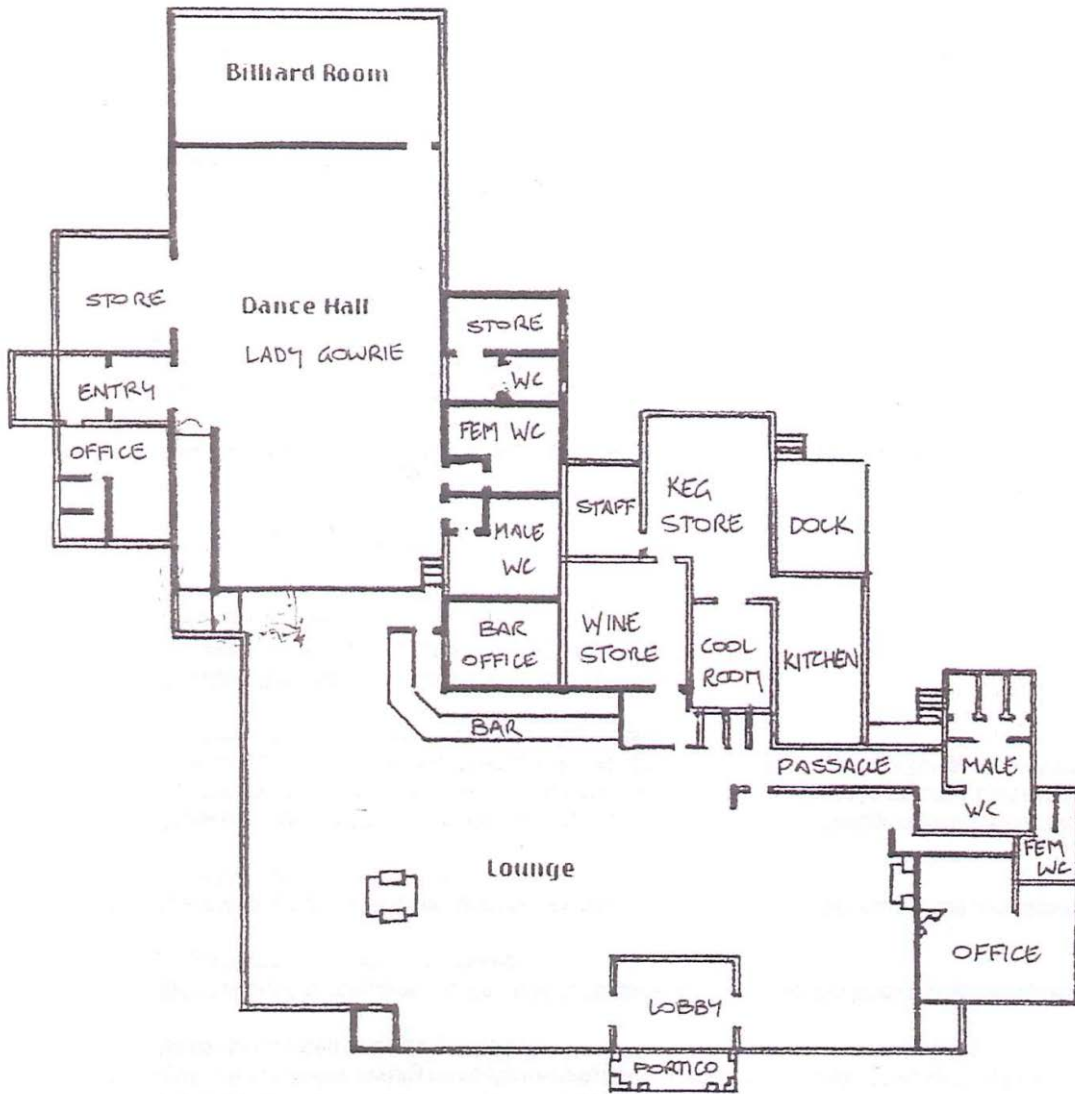 Billiard Room
STORE
Dance Hall
LADY GOWRIE
STORE
WC
ENTRY
OFFICE
FEM WC
STAFF
KEG
STORE
DOCK
MALE
WC
BAR
OFFICE
WINE
STORE
COOL
ROOM
KITCHEN
BAR
PASSAGE
MALE
WC
FEM
WC
Lounge
OFFICE
LOBBY
PORTICO